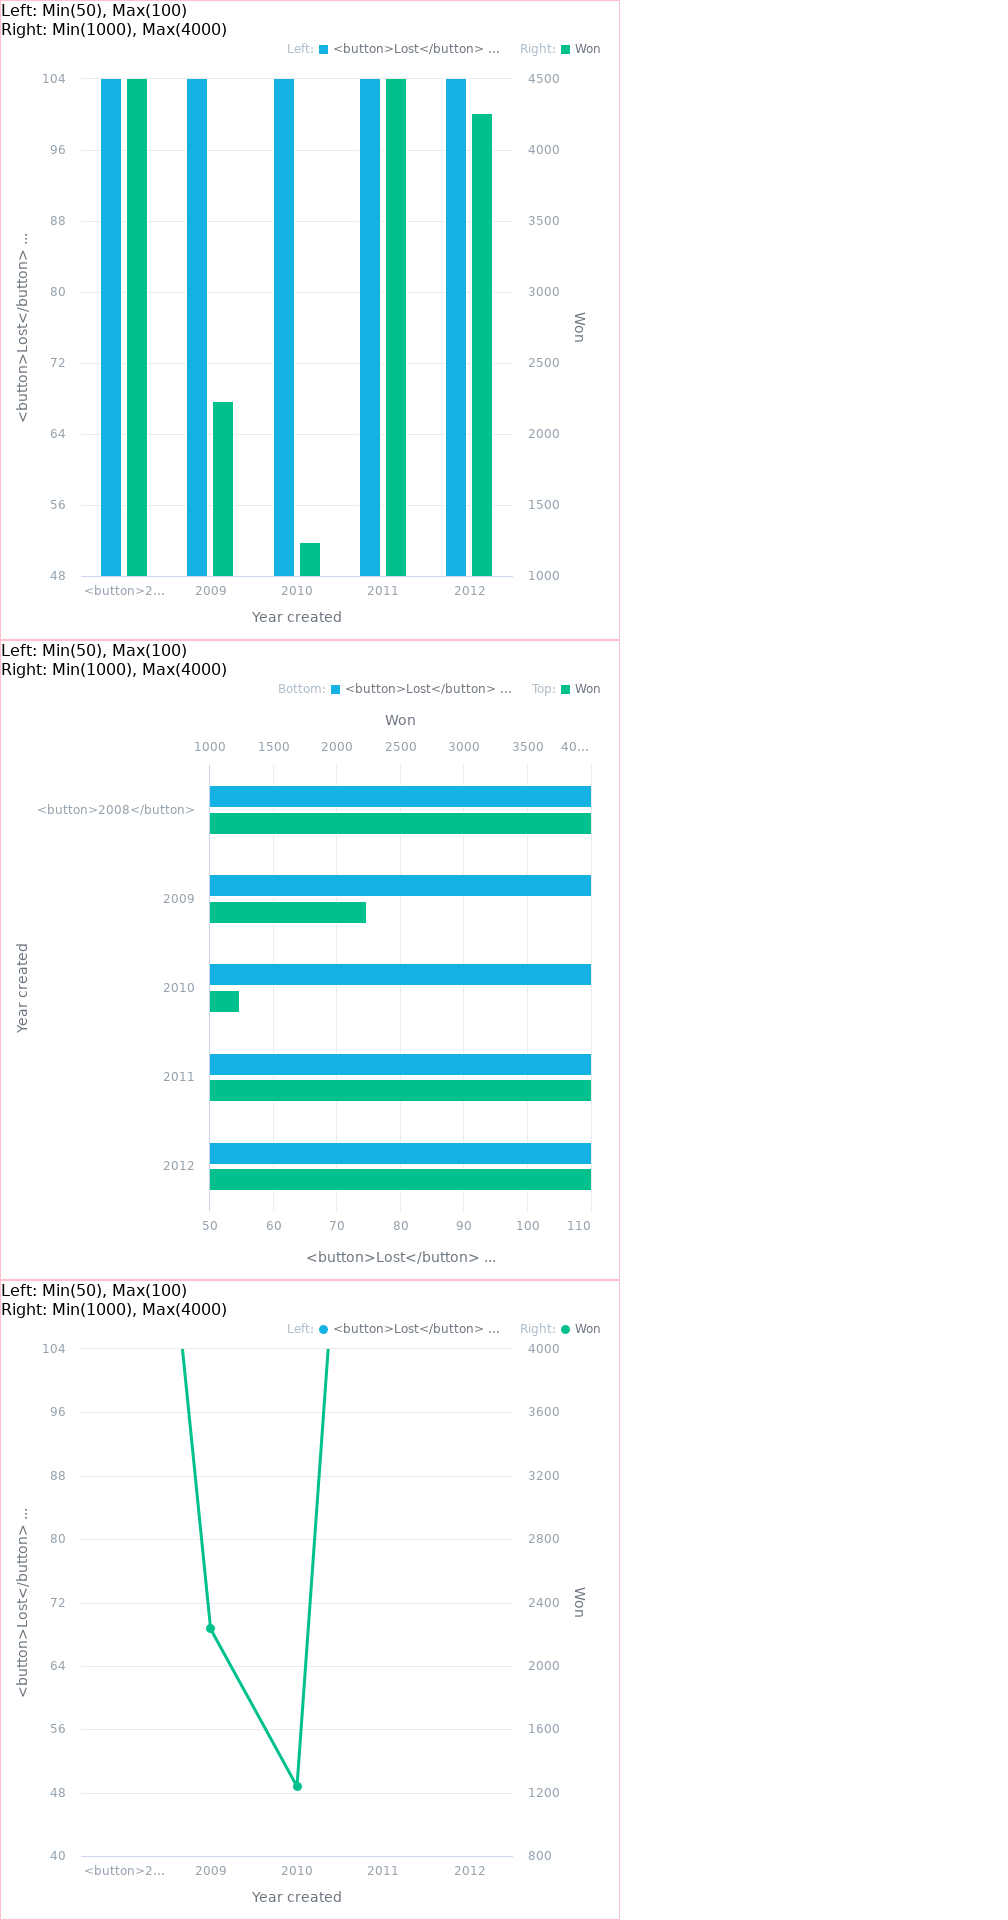 Left: Min(50), Max(100)
Right: Min(1000), Max(4000)
Left: <button>Lost</button> ... Right: Won
104 4500
96 4000
88 3500
80 3000
72 2500
64 2000
56 1500
48 1000
<button>Lost</button> ...
Won
<button>2... 2009 2010 2011 2012
Year created
Left: Min(50), Max(100)
Right: Min(1000), Max(4000)
Bottom: <button>Lost</button> ... Top: Won
Won
1000 1500 2000 2500 3000 3500 40...
<button>2008</button>
2009
2010
2011
2012
Year created
50 60 70 80 90 100 110
<button>Lost</button> ...
Left: Min(50), Max(100)
Right: Min(1000), Max(4000)
Left: <button>Lost</button> ... Right: Won
104 4000
96 3600
88 3200
80 2800
72 2400
64 2000
56 1600
48 1200
40 800
<button>Lost</button> ...
Won
<button>2... 2009 2010 2011 2012
Year created